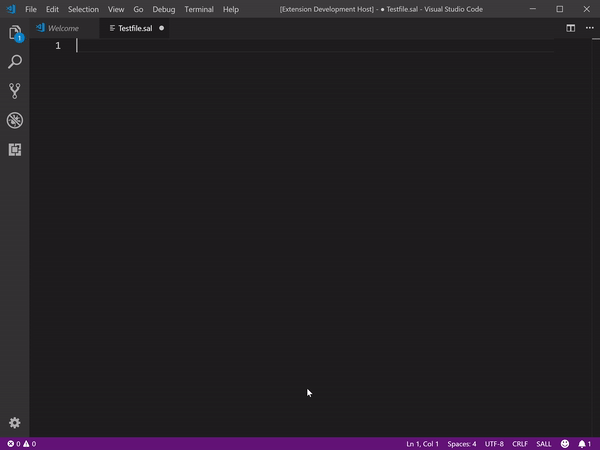 File Edit Selection View Go Debug Terminal Help [Extension Development Host] - ● Testfile.sal - Visual Studio Code
Welcome Testfile.sal ●
1
1
0 0 Ln 1, Col 1 Spaces: 4 UTF-8 CRLF SALL 1